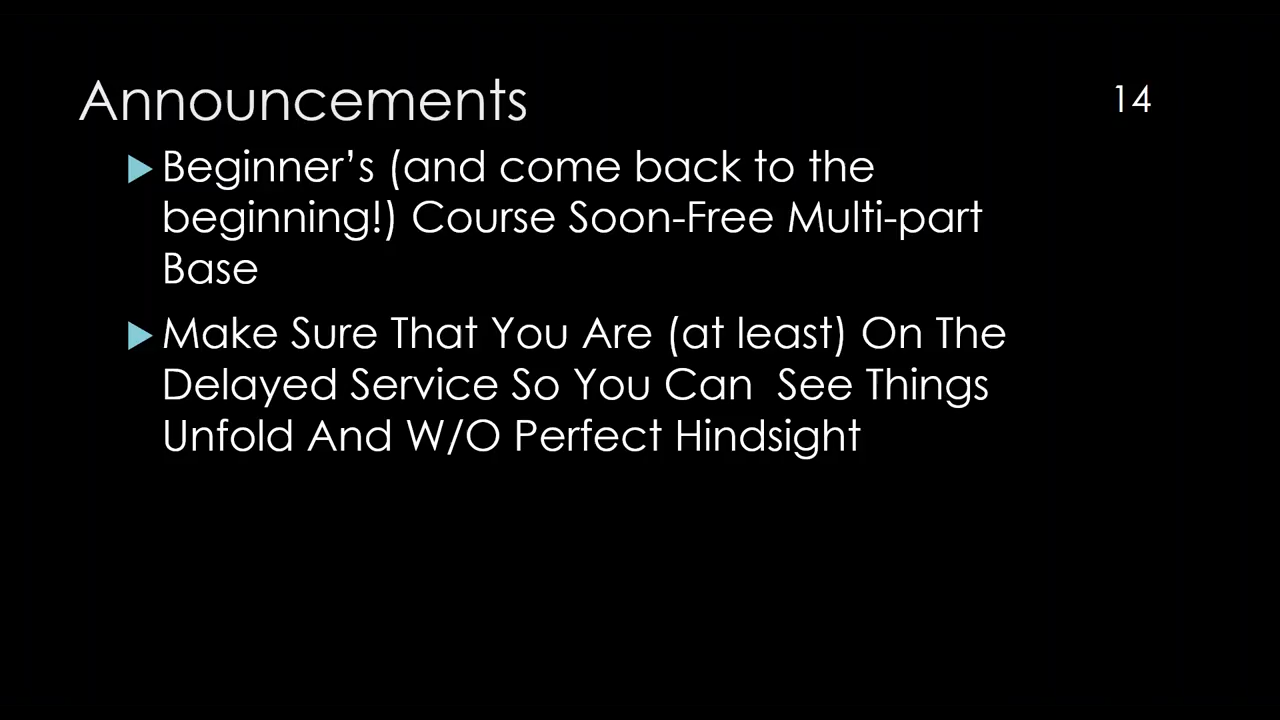 Announcements
14
Beginner’s (and come back to the
beginning!) Course Soon-Free Multi-part
Base
Make Sure That You Are (at least) On The
Delayed Service So You Can  See Things
Unfold And W/O Perfect Hindsight